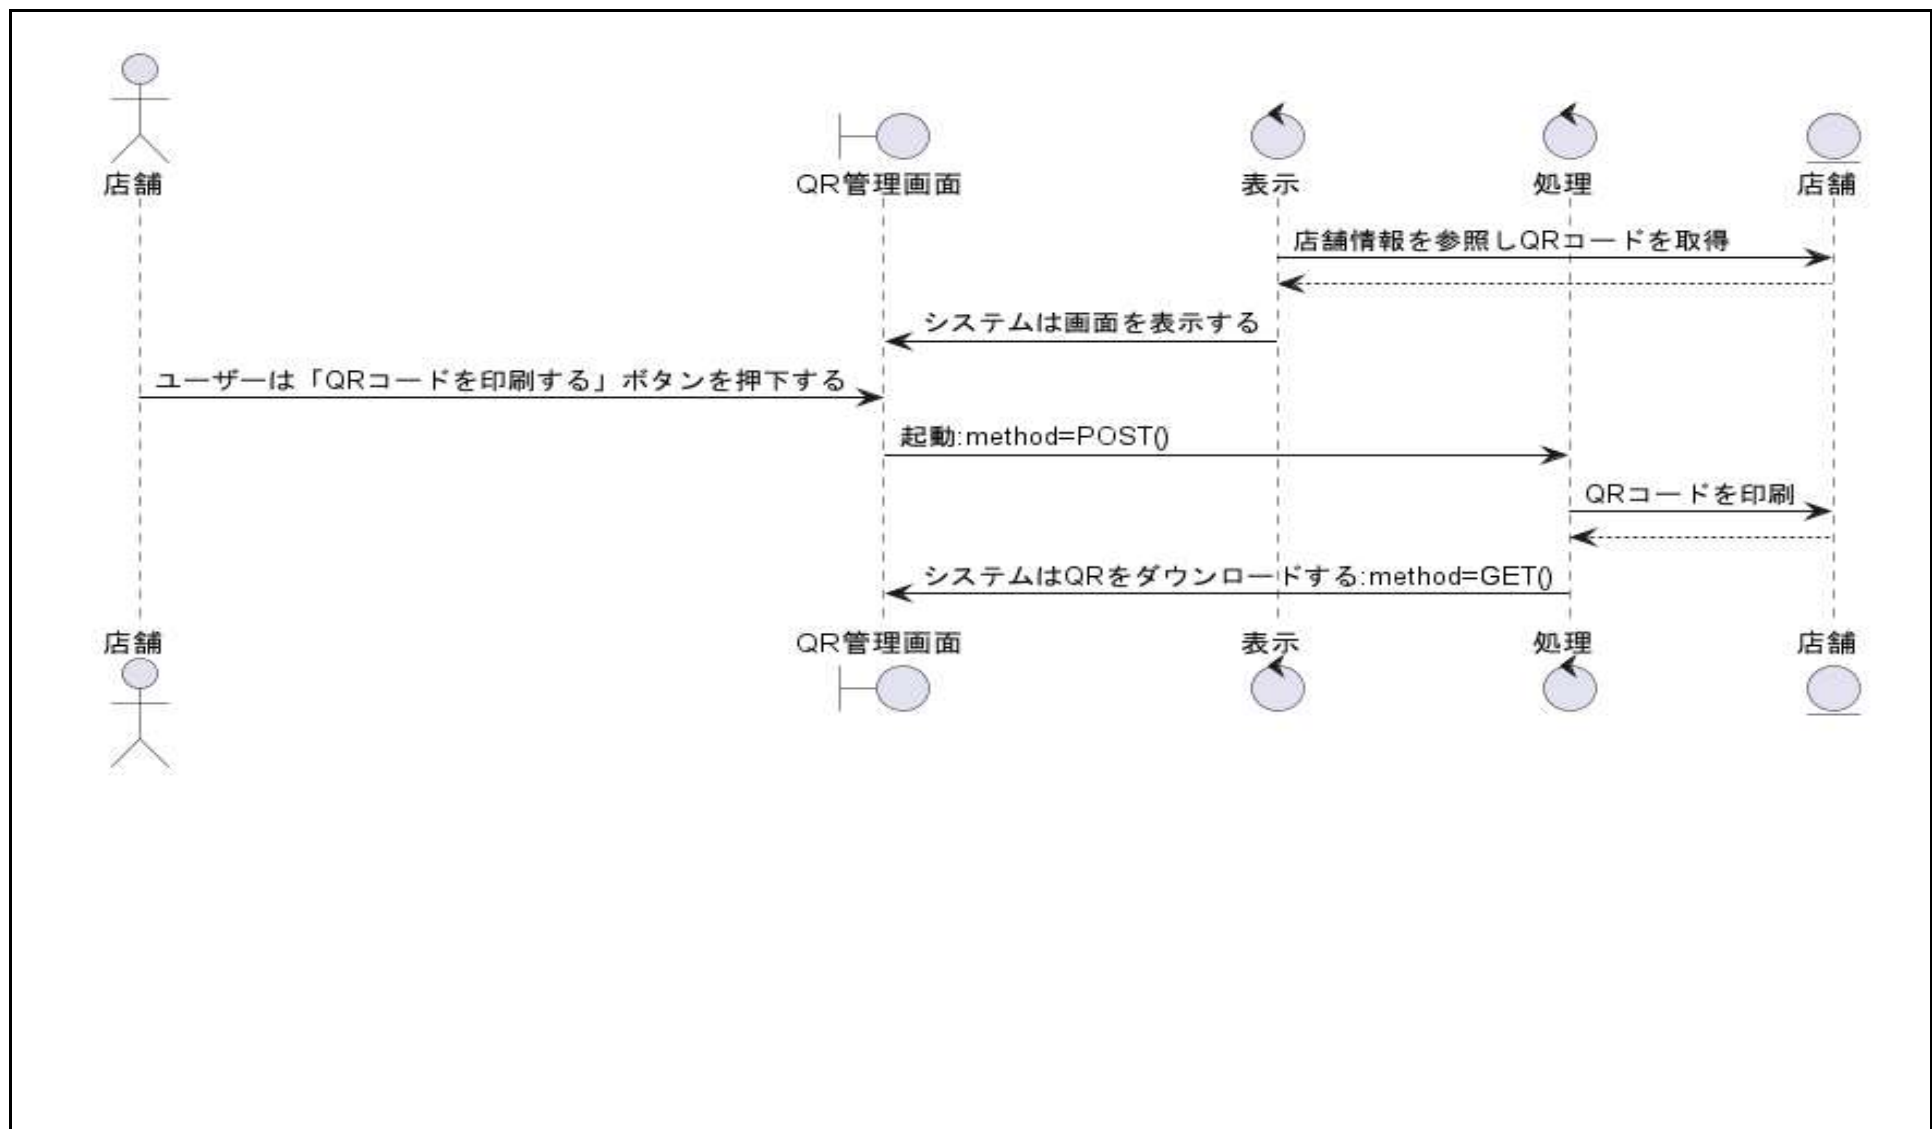 店舗
QR管理画面
表示
処理
店舗
店舗情報を参照しQRコードを取得
システムは画面を表示する
ユーザーは「QRコードを印刷する」ボタンを押下する
起動:method=POST()
QRコードを印刷
システムはQRをダウンロードする:method=GET()
店舗
QR管理画面
表示
処理
店舗